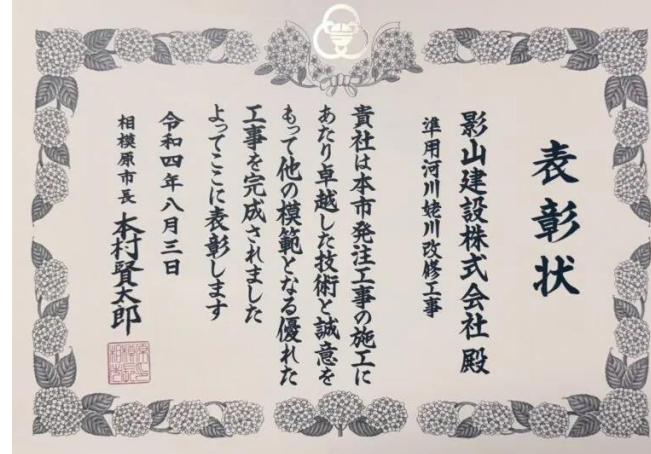 表彰状
影山建設株式会社 殿
準用河川姥川改修工事
貴社は本市発注工事の施工に
あたり卓越した技術と誠意を
もって他の模範となる優れた
工事を完成されました
よってここに表彰します
令和四年八月三日
相模原市長 本村賢太郎